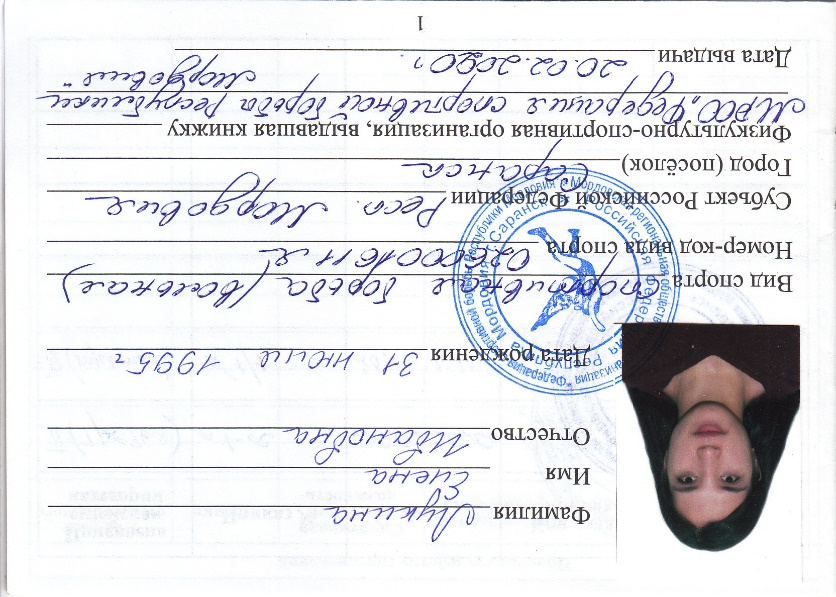 Фамилия Лукина
Имя Елена
Отчество Ивановна
Дата рождения 31 июля 1995г
Вид спорта спортивная борьба (вольная)
Номер-код вида спорта
Субъект Российской Федерации Респ. Мордовия
Город (посёлок) Саранск
Физкультурно-спортивная организация, выдавшая книжку
МРОО „Федерация спортивной борьбы Республики
Мордовия"
Дата выдачи 20.02.2020г.
1